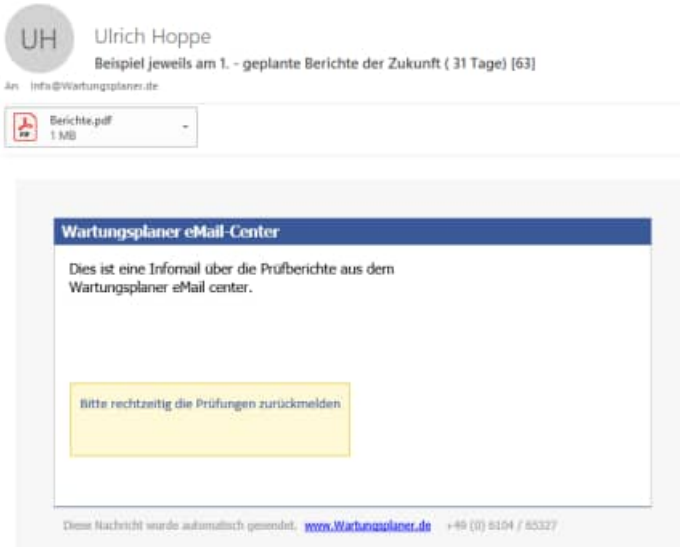 UH
Ulrich Hoppe
Beispiel jeweils am 1. - geplante Berichte der Zukunft ( 31 Tage) [63]
An Info@Wartungsplaner.de
Berichte.pdf
1 MB
Wartungsplaner eMail-Center
Dies ist eine Infomail über die Prüfberichte aus dem
Wartungsplaner eMail center.
Bitte rechtzeitig die Prüfungen zurückmelden
Diese Nachricht wurde automatisch gesendet. www.Wartungsplaner.de +49 (0) 6104 / 65327